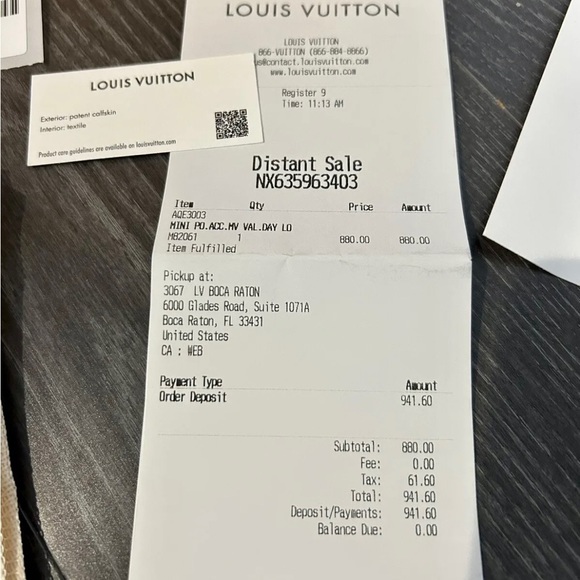 LOUIS VUITTON
LOUIS VUITTON
866-VUITTON (866-884-8866)
@contact.louisvuitton.com
www.louisvuitton.com
Register 9
Time: 11:13 AM
LOUIS VUITTON
Exterior: patent calfskin
Interior: textile
Product care guidelines are available on louisvuitton.com
Distant Sale
NX635963403
Item Qty Price Amount
AQE3003
MINI PO.ACC.MV VAL.DAY LO
M82061 1 880.00 880.00
Item Fulfilled
Pickup at:
3067 LV BOCA RATON
6000 Glades Road, Suite 1071A
Boca Raton, FL 33431
United States
CA : WEB
Payment Type Amount
Order Deposit 941.60
Subtotal: 880.00
Fee: 0.00
Tax: 61.60
Total: 941.60
Deposit/Payments: 941.60
Balance Due: 0.00